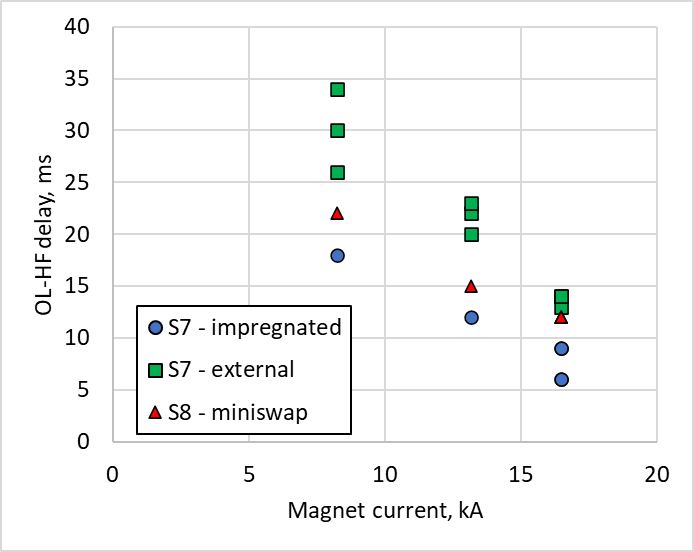 40
35
30
25
20
15
10
5
0
OL-HF delay, ms
S7 - impregnated
S7 - external
S8 - miniswap
0 5 10 15 20
Magnet current, kA